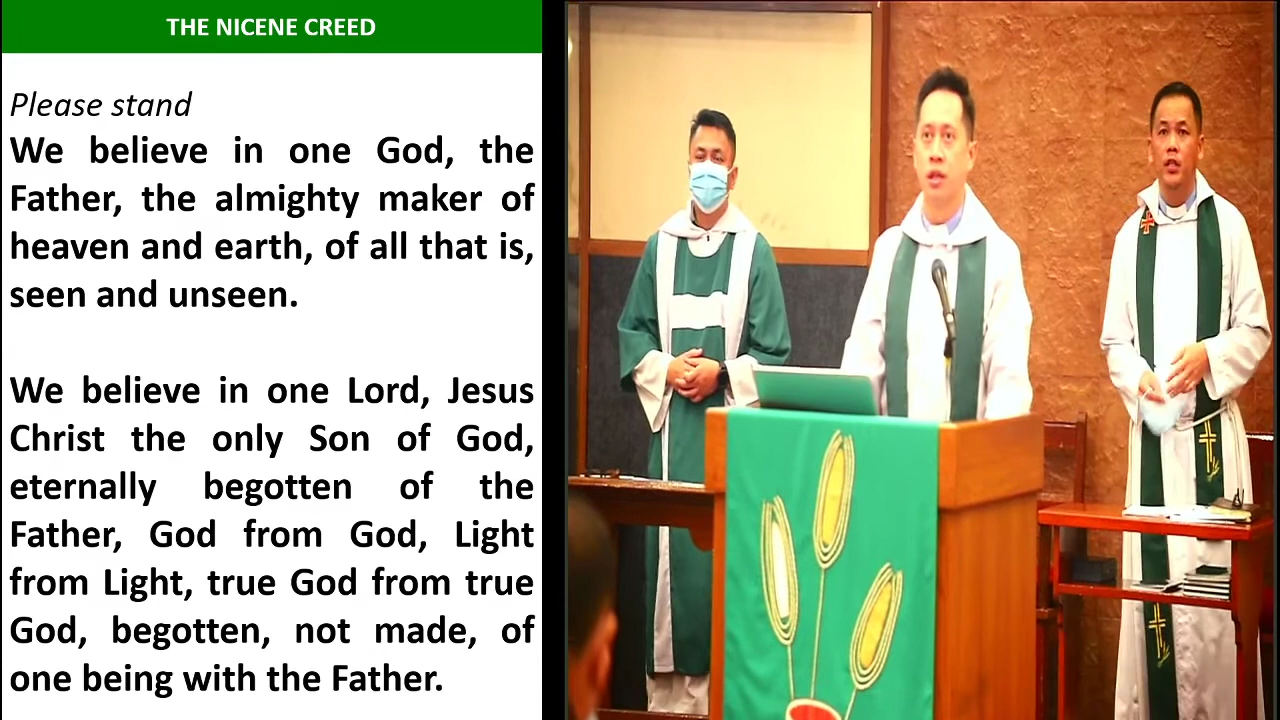 THE NICENE CREED
Please stand
We believe in one God, the
Father, the almighty maker of
heaven and earth, of all that is,
seen and unseen.
We believe in one Lord, Jesus
Christ the only Son of God,
eternally begotten of the
Father, God from God, Light
from Light, true God from true
God, begotten, not made, of
one being with the Father.